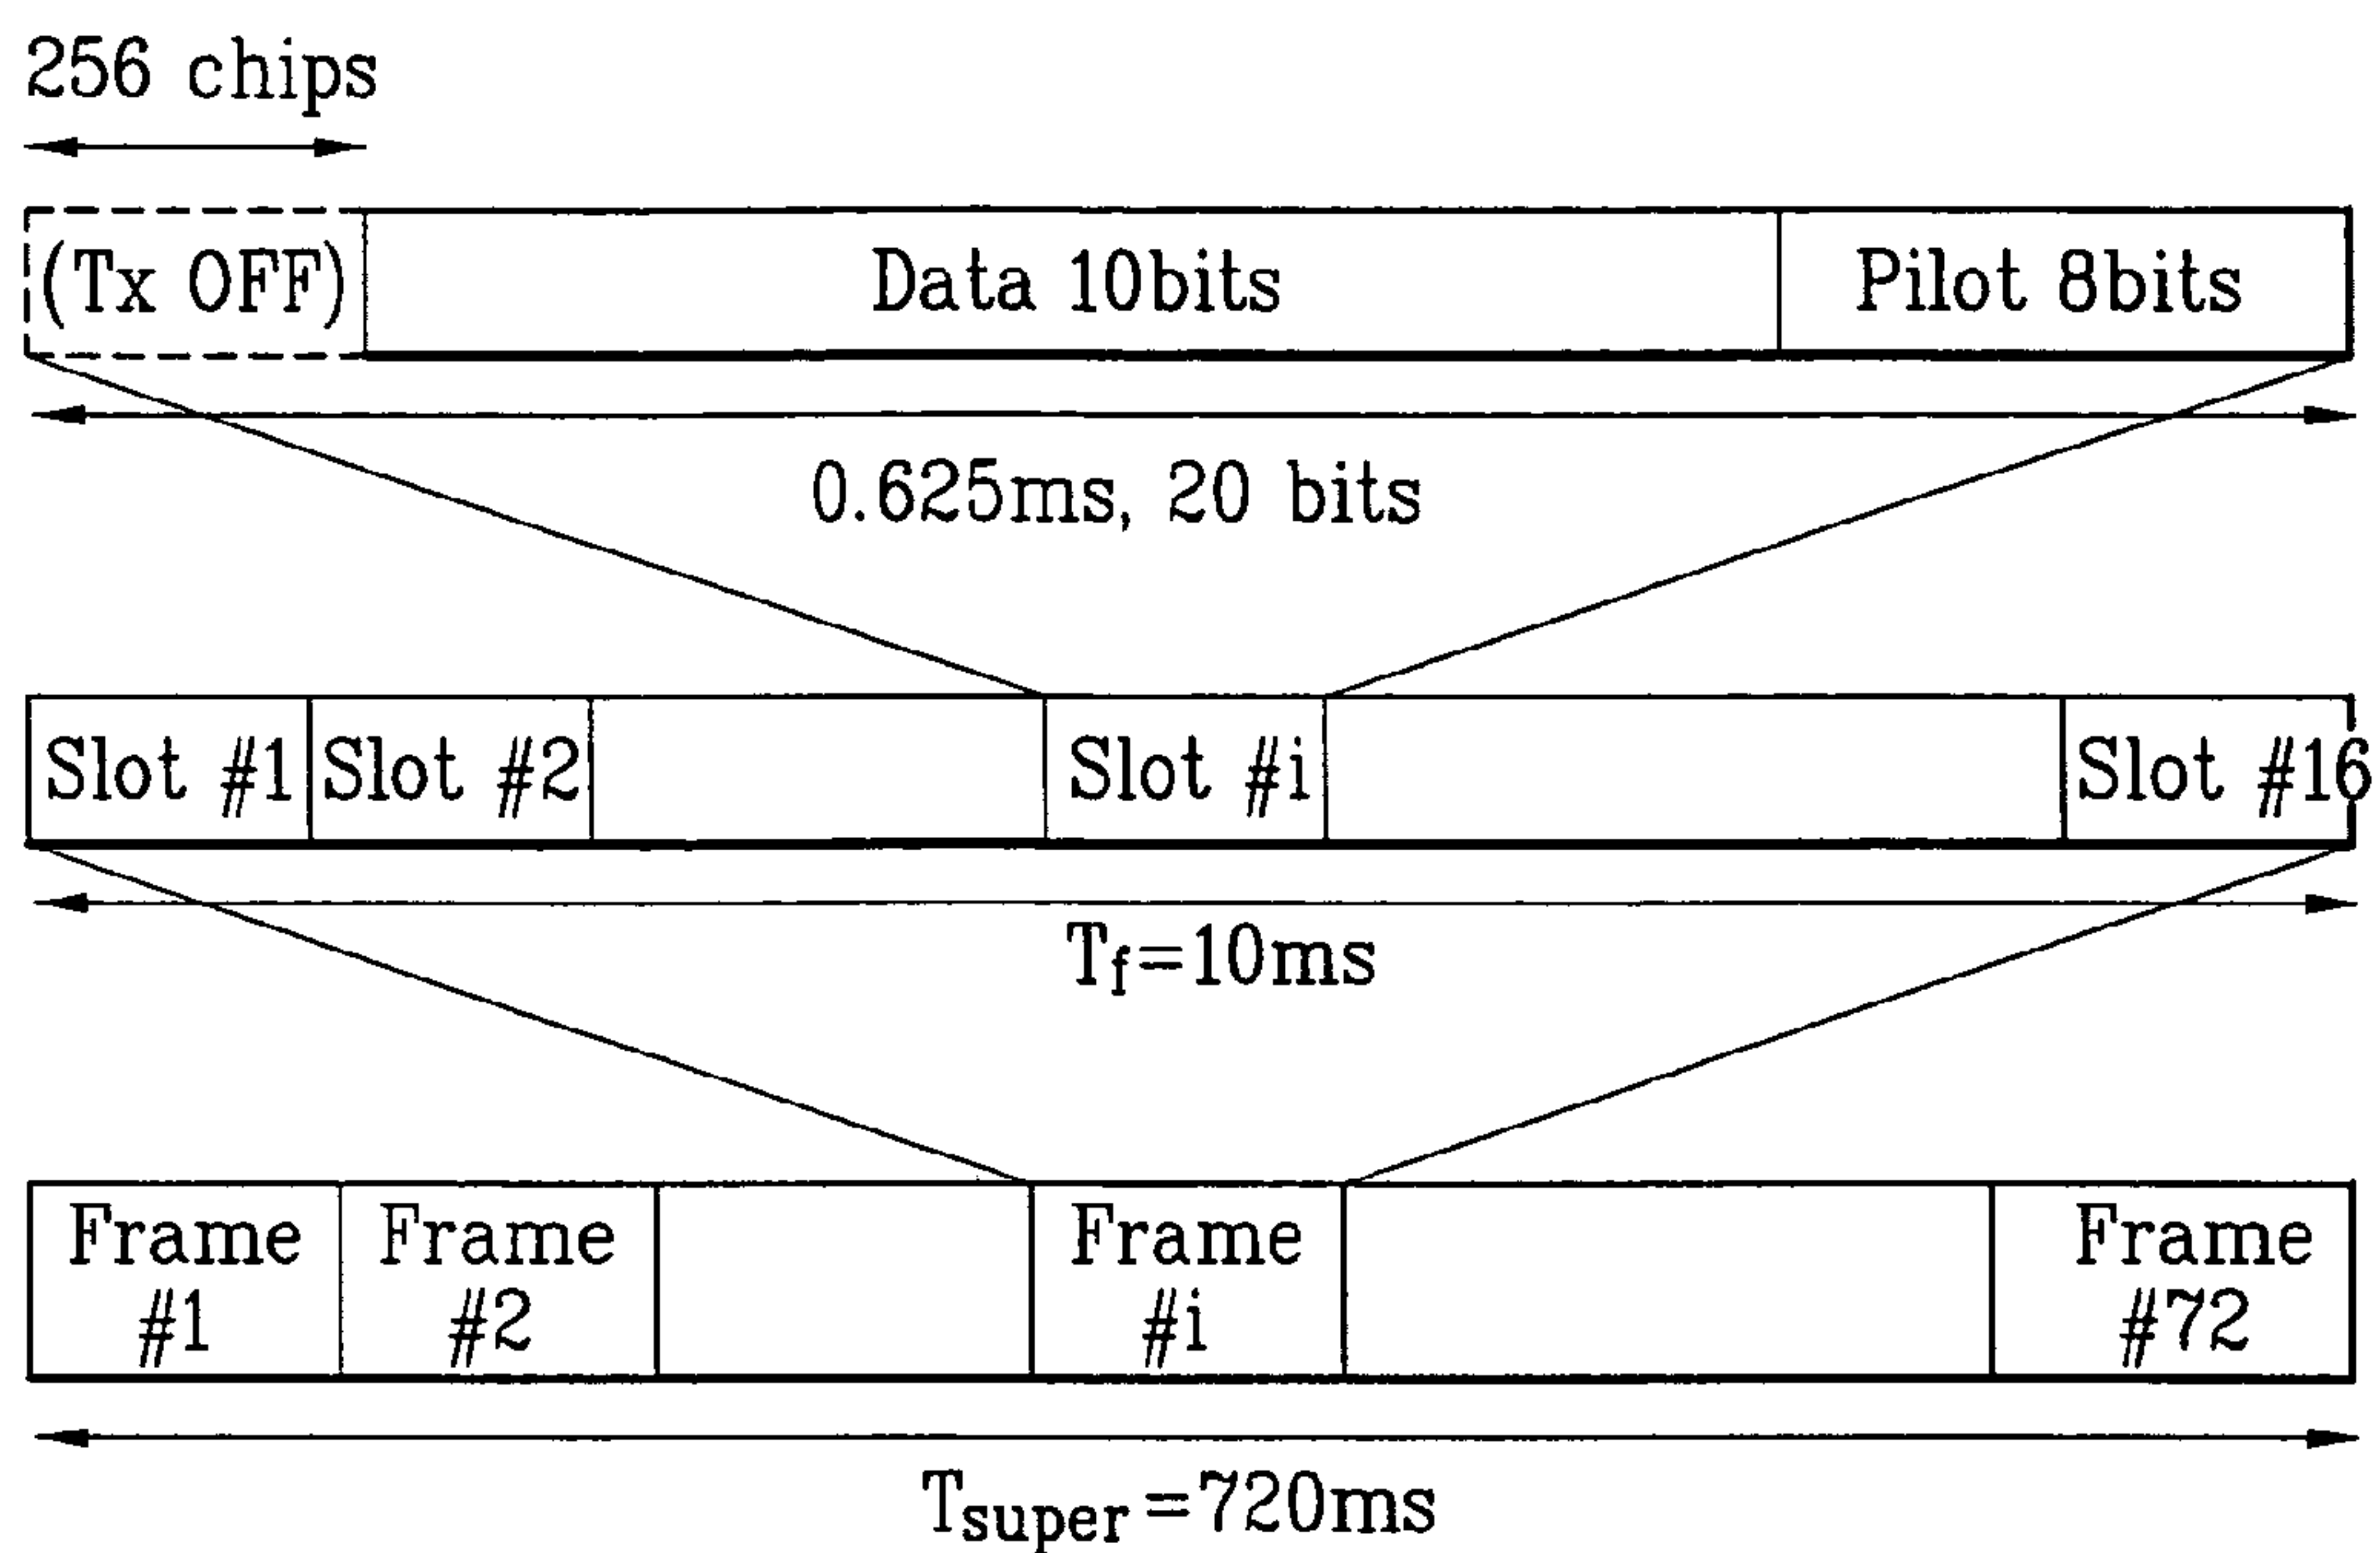 256 chips
(Tx OFF) Data 10bits Pilot 8bits
0.625ms, 20 bits
Slot #1 Slot #2 Slot #i Slot #16
Tf=10ms
Frame Frame Frame Frame
#1 #2 #i #72
Tsuper=720ms